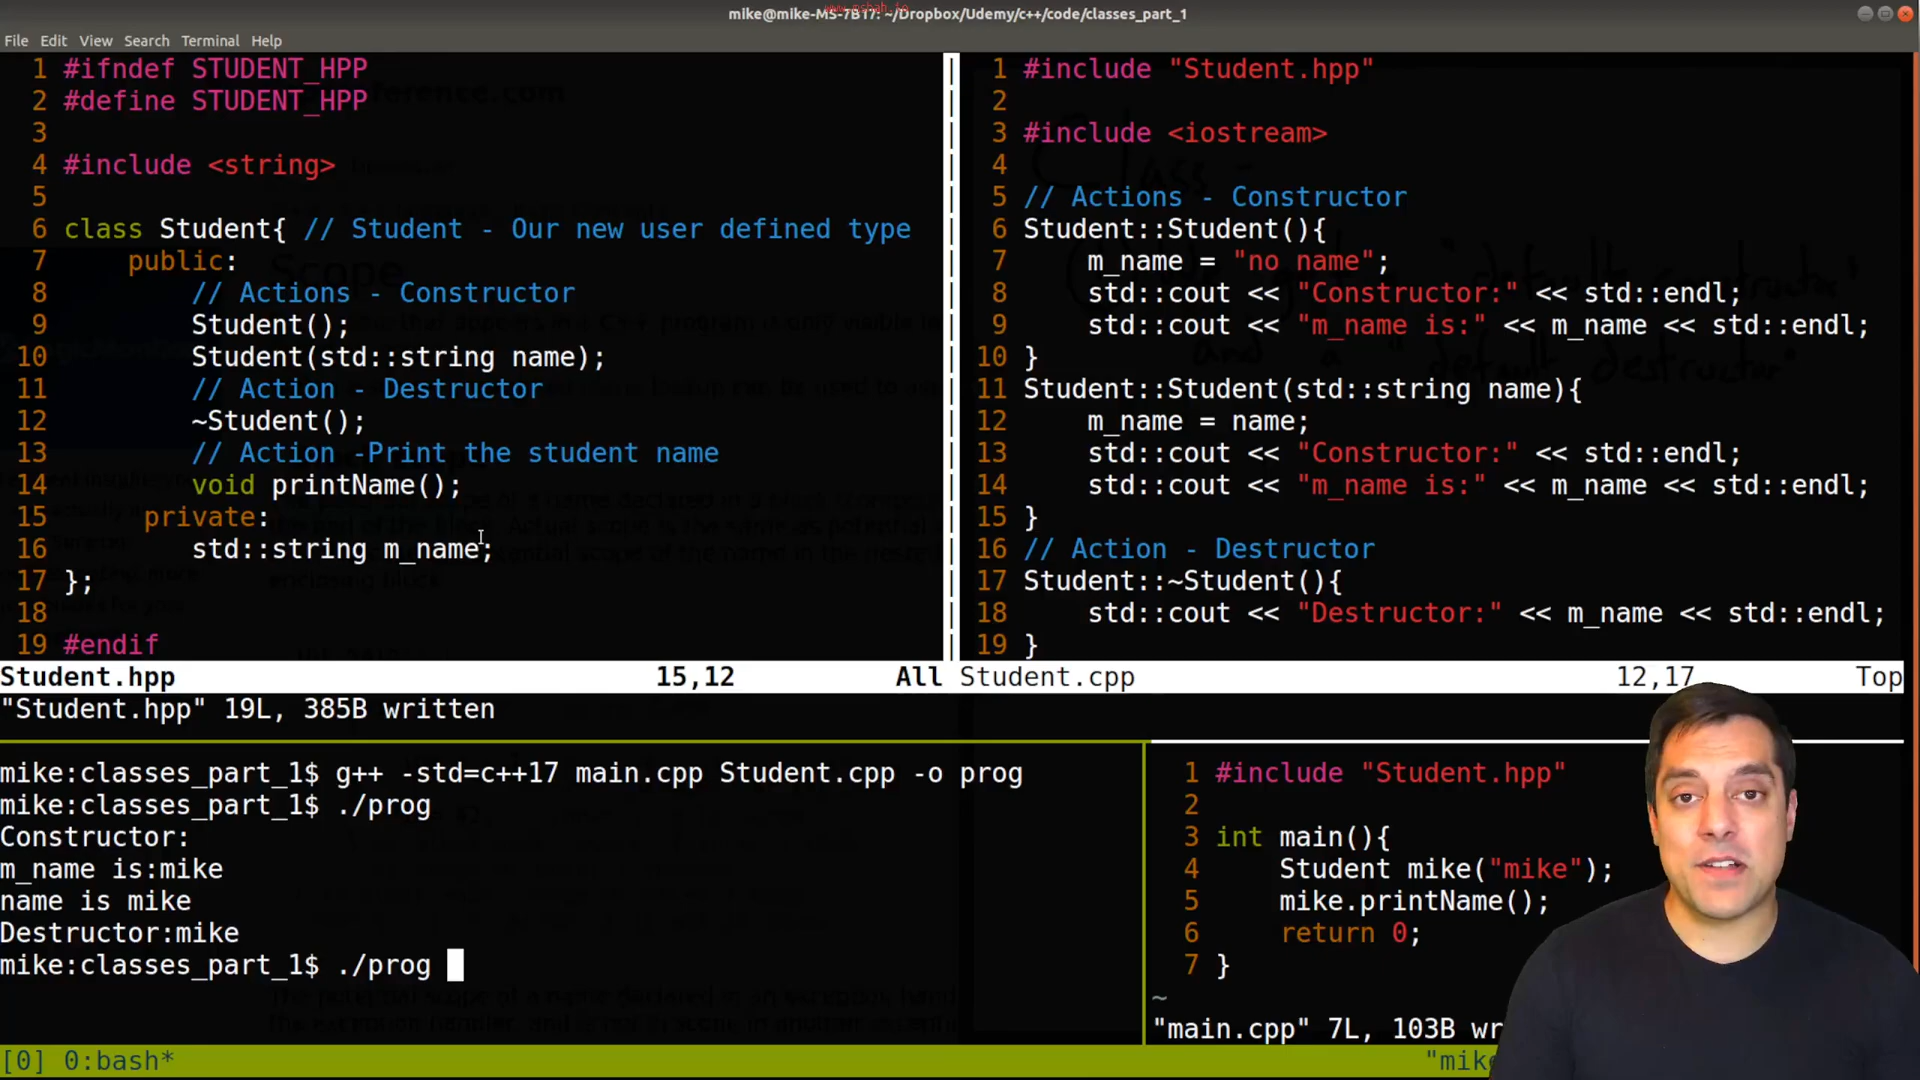 www.mshah.io
mike@mike-MS-7B17: ~/Dropbox/Udemy/c++/code/classes_part_1
File Edit View Search Terminal Help
1 #ifndef STUDENT_HPP
2 #define STUDENT_HPP
3
4 #include <string>
5
6 class Student{ // Student - Our new user defined type
7 public:
8 // Actions - Constructor
9 Student();
10 Student(std::string name);
11 // Action - Destructor
12 ~Student();
13 // Action -Print the student name
14 void printName();
15 private:
16 std::string m_name;
17 };
18
19 #endif
Student.hpp 15,12 All
"Student.hpp" 19L, 385B written
1 #include "Student.hpp"
2
3 #include <iostream>
4
5 // Actions - Constructor
6 Student::Student(){
7 m_name = "no name";
8 std::cout << "Constructor:" << std::endl;
9 std::cout << "m_name is:" << m_name << std::endl;
10 }
11 Student::Student(std::string name){
12 m_name = name;
13 std::cout << "Constructor:" << std::endl;
14 std::cout << "m_name is:" << m_name << std::endl;
15 }
16 // Action - Destructor
17 Student::~Student(){
18 std::cout << "Destructor:" << m_name << std::endl;
19 }
Student.cpp 12,17 Top
mike:classes_part_1$ g++ -std=c++17 main.cpp Student.cpp -o prog
mike:classes_part_1$ ./prog
Constructor:
m_name is:mike
name is mike
Destructor:mike
mike:classes_part_1$ ./prog
1 #include "Student.hpp"
2
3 int main(){
4 Student mike("mike");
5 mike.printName();
6 return 0;
7 }
~
"main.cpp" 7L, 103B wr
[0] 0:bash* "mike